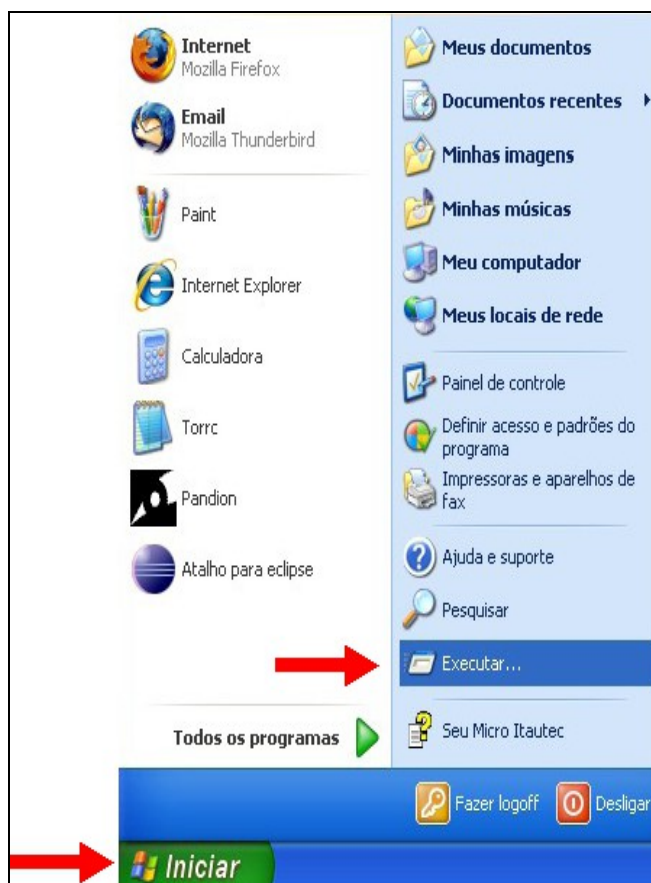 Internet
Mozilla Firefox
Email
Mozilla Thunderbird
Paint
Internet Explorer
Calculadora
Torrc
Pandion
Atalho para eclipse
Todos os programas
Meus documentos
Documentos recentes
Minhas imagens
Minhas músicas
Meu computador
Meus locais de rede
Painel de controle
Definir acesso e padrões do
programa
Impressoras e aparelhos de
fax
Ajuda e suporte
Pesquisar
Executar...
Seu Micro Itautec
Fazer logoff
Desligar
Iniciar